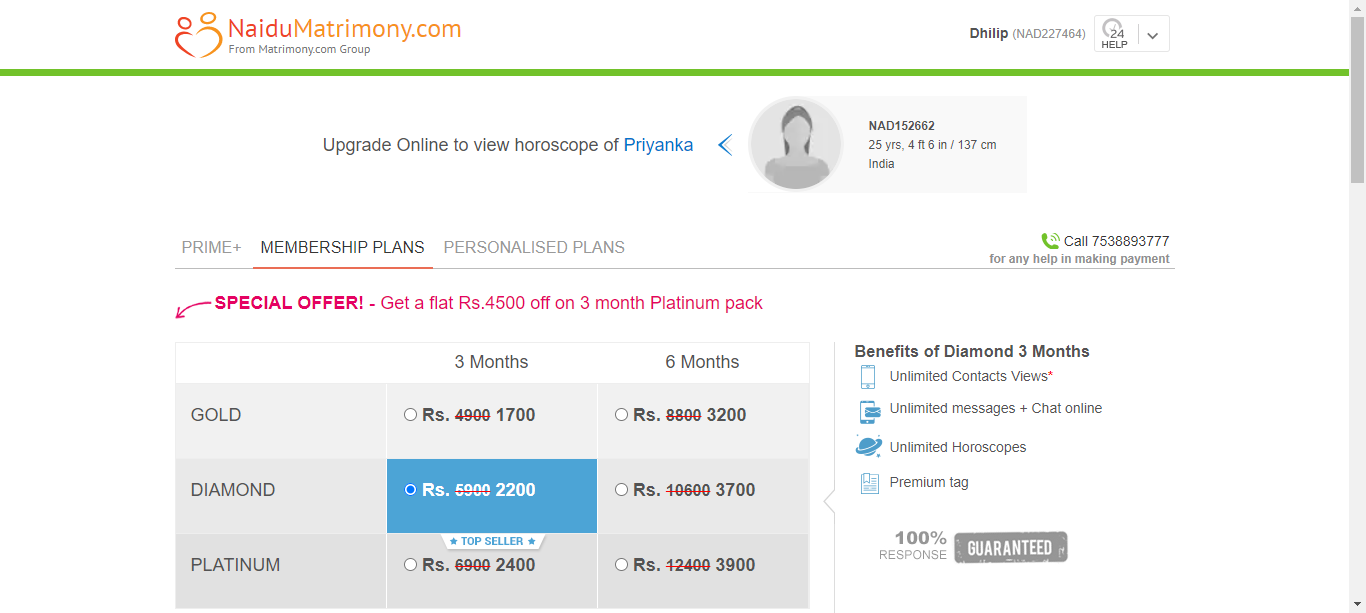 NaiduMatrimony.com
From Matrimony.com Group
Dhilip (NAD227464)
24
HELP
Upgrade Online to view horoscope of Priyanka
NAD152662
25 yrs, 4 ft 6 in / 137 cm
India
PRIME+ MEMBERSHIP PLANS PERSONALISED PLANS
Call 7538893777
for any help in making payment
SPECIAL OFFER! - Get a flat Rs.4500 off on 3 month Platinum pack
3 Months 6 Months
GOLD Rs. 4900 1700 Rs. 8800 3200
DIAMOND Rs. 5900 2200 Rs. 10600 3700
TOP SELLER
PLATINUM Rs. 6900 2400 Rs. 12400 3900
Benefits of Diamond 3 Months
Unlimited Contacts Views*
Unlimited messages + Chat online
Unlimited Horoscopes
Premium tag
100%
RESPONSE
GUARANTEED